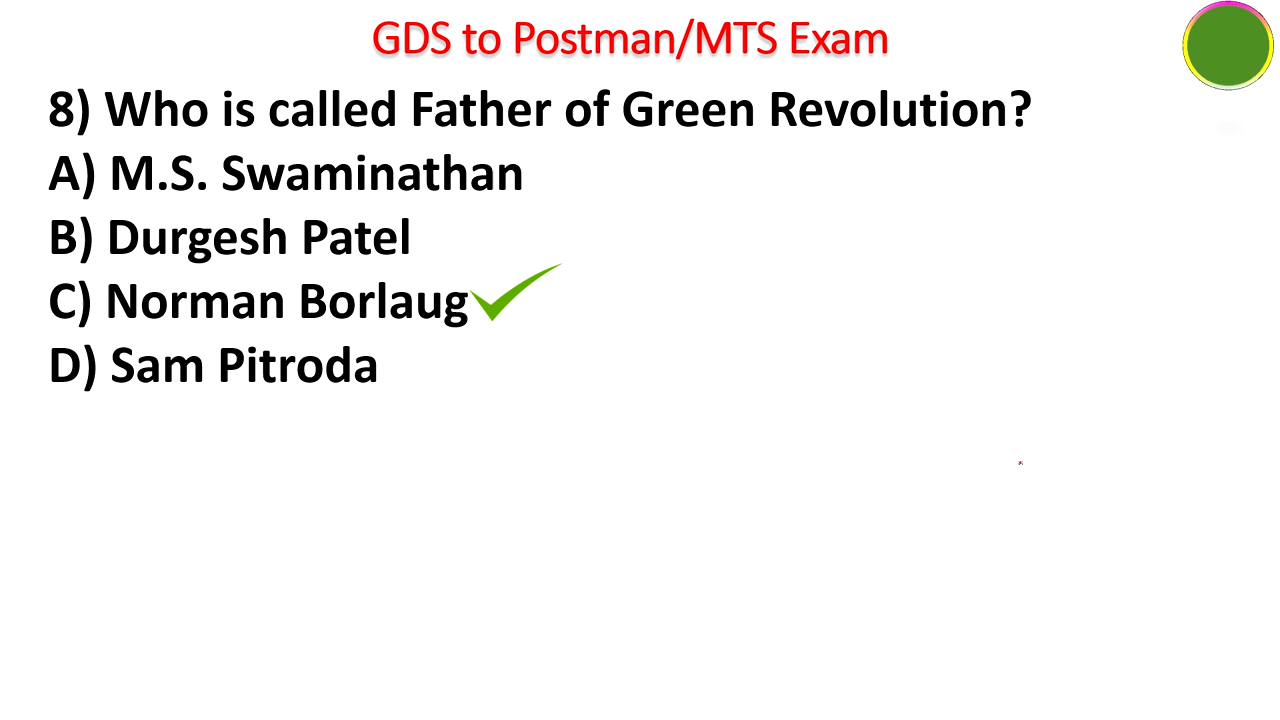 GDS to Postman/MTS Exam
8) Who is called Father of Green Revolution?
A) M.S. Swaminathan
B) Durgesh Patel
C) Norman Borlaug
D) Sam Pitroda